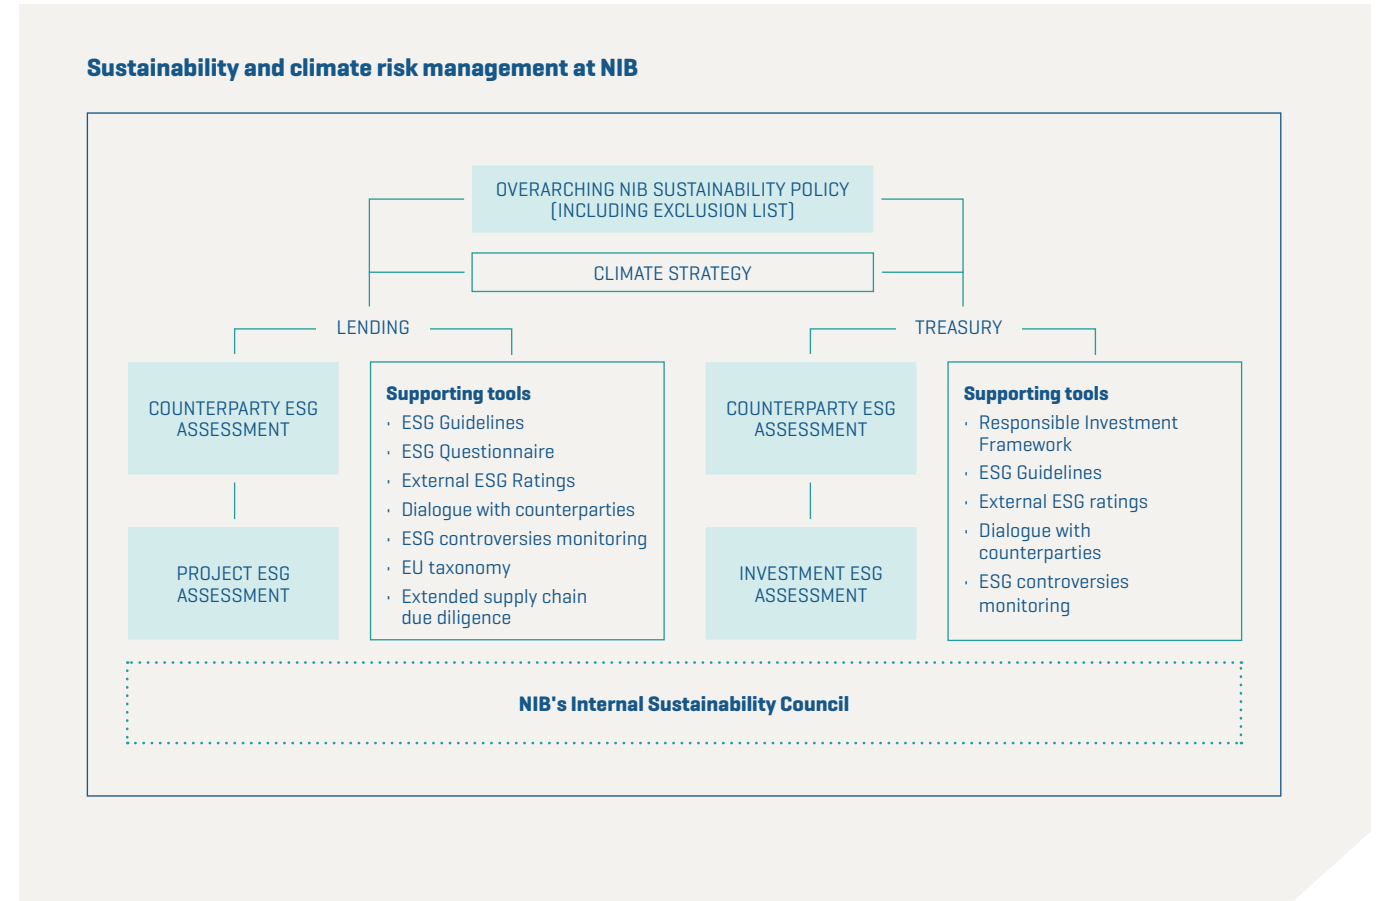 Sustainability and climate risk management at NIB
OVERARCHING NIB SUSTAINABILITY POLICY
(INCLUDING EXCLUSION LIST)
CLIMATE STRATEGY
LENDING
COUNTERPARTY ESG
ASSESSMENT
PROJECT ESG
ASSESSMENT
Supporting tools
· ESG Guidelines
· ESG Questionnaire
· External ESG Ratings
· Dialogue with counterparties
· ESG controversies monitoring
· EU taxonomy
· Extended supply chain
due diligence
TREASURY
COUNTERPARTY ESG
ASSESSMENT
INVESTMENT ESG
ASSESSMENT
Supporting tools
· Responsible Investment
Framework
· ESG Guidelines
· External ESG ratings
· Dialogue with
counterparties
· ESG controversies
monitoring
NIB's Internal Sustainability Council